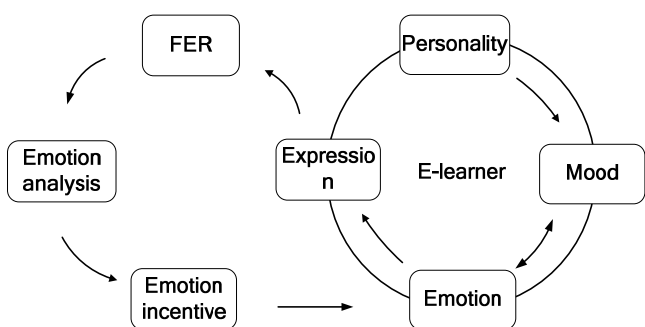 FER
Personality
Emotion
analysis
Expressio
n
E-learner
Mood
Emotion
incentive
Emotion